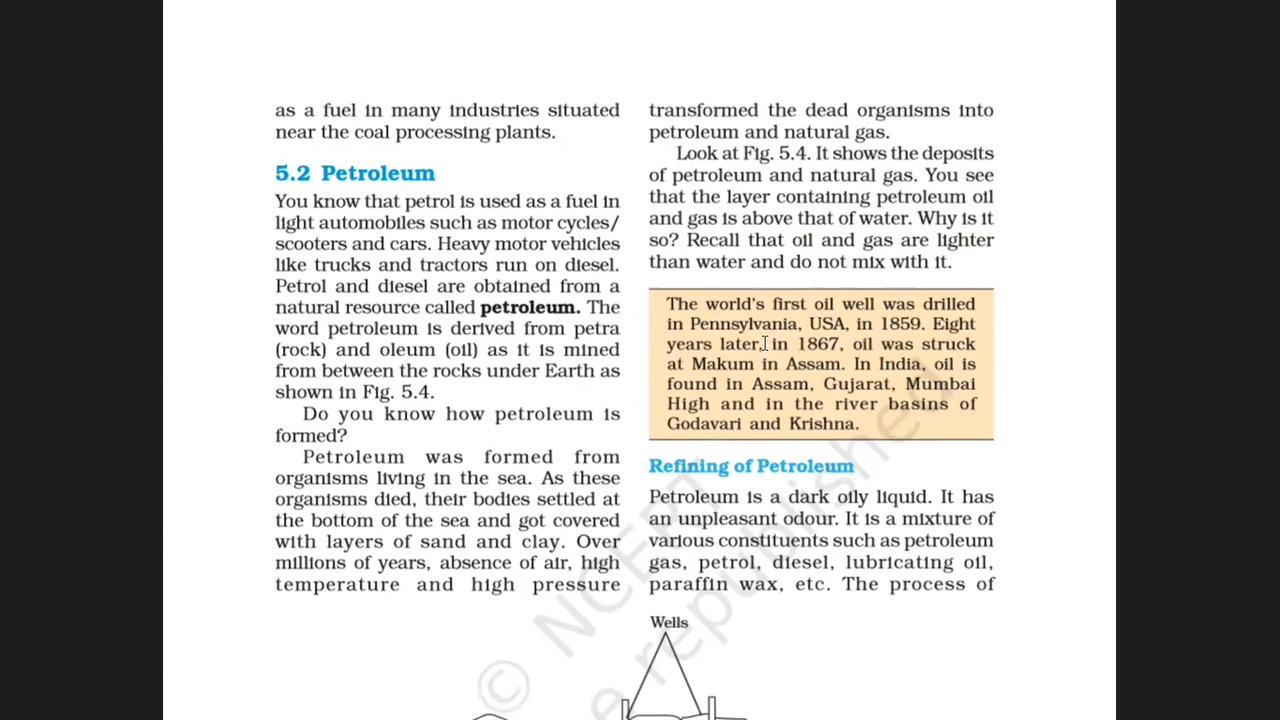 as a fuel in many industries situated
near the coal processing plants.
5.2 Petroleum
You know that petrol is used as a fuel in
light automobiles such as motor cycles/
scooters and cars. Heavy motor vehicles
like trucks and tractors run on diesel.
Petrol and diesel are obtained from a
natural resource called petroleum. The
word petroleum is derived from petra
(rock) and oleum (oil) as it is mined
from between the rocks under Earth as
shown in Fig. 5.4.
Do you know how petroleum is
formed?
Petroleum was formed from
organisms living in the sea. As these
organisms died, their bodies settled at
the bottom of the sea and got covered
with layers of sand and clay. Over
millions of years, absence of air, high
temperature and high pressure
transformed the dead organisms into
petroleum and natural gas.
Look at Fig. 5.4. It shows the deposits
of petroleum and natural gas. You see
that the layer containing petroleum oil
and gas is above that of water. Why is it
so? Recall that oil and gas are lighter
than water and do not mix with it.
The world's first oil well was drilled
in Pennsylvania, USA, in 1859. Eight
years later, in 1867, oil was struck
at Makum in Assam. In India, oil is
found in Assam, Gujarat, Mumbai
High and in the river basins of
Godavari and Krishna.
Refining of Petroleum
Petroleum is a dark oily liquid. It has
an unpleasant odour. It is a mixture of
various constituents such as petroleum
gas, petrol, diesel, lubricating oil,
paraffin wax, etc. The process of
Wells
© NCERT
e republished